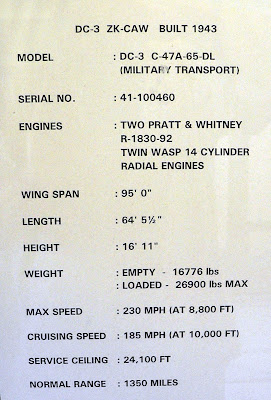 DC-3 ZK-CAW BUILT 1943
MODEL : DC-3 C-47A-65-DL
(MILITARY TRANSPORT)
SERIAL NO. : 41-100460
ENGINES : TWO PRATT & WHITNEY
R-1830-92
TWIN WASP 14 CYLINDER
RADIAL ENGINES
WING SPAN : 95' 0"
LENGTH : 64' 5½"
HEIGHT : 16' 11"
WEIGHT : EMPTY - 16776 lbs
: LOADED - 26900 lbs MAX
MAX SPEED : 230 MPH (AT 8,800 FT)
CRUISING SPEED : 185 MPH (AT 10,000 FT)
SERVICE CEILING : 24,100 FT
NORMAL RANGE : 1350 MILES